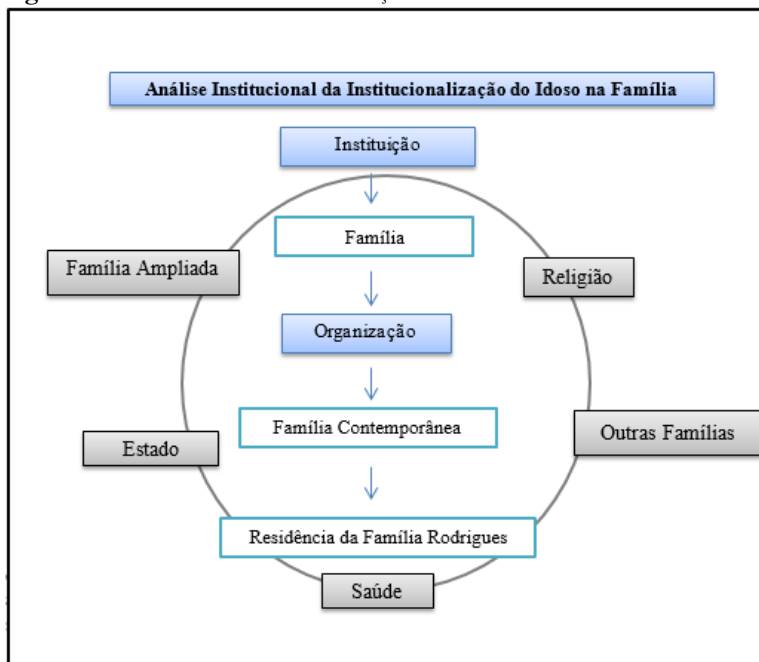 Análise Institucional da Institucionalização do Idoso na Família
Instituição
Família
Família Ampliada
Religião
Organização
Família Contemporânea
Outras Famílias
Estado
Residência da Família Rodrigues
Saúde